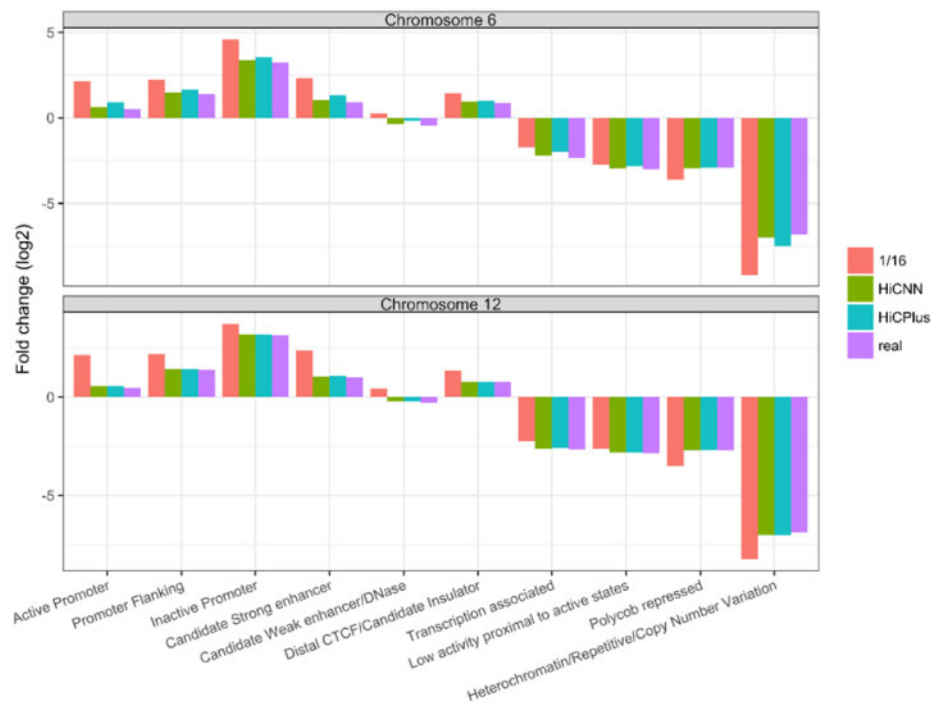 Chromosome 6
5
0
-5
Chromosome 12
0
-5
Fold change (log2)
1/16
HiCNN
HiCPlus
real
Active Promoter
Promoter Flanking
Inactive Promoter
Candidate Strong enhancer
Candidate Weak enhancer/DNase
Distal CTCF/Candidate Insulator
Transcription associated
Low activity proximal to active states
Polycob repressed
Heterochromatin/Repetitive/Copy Number Variation